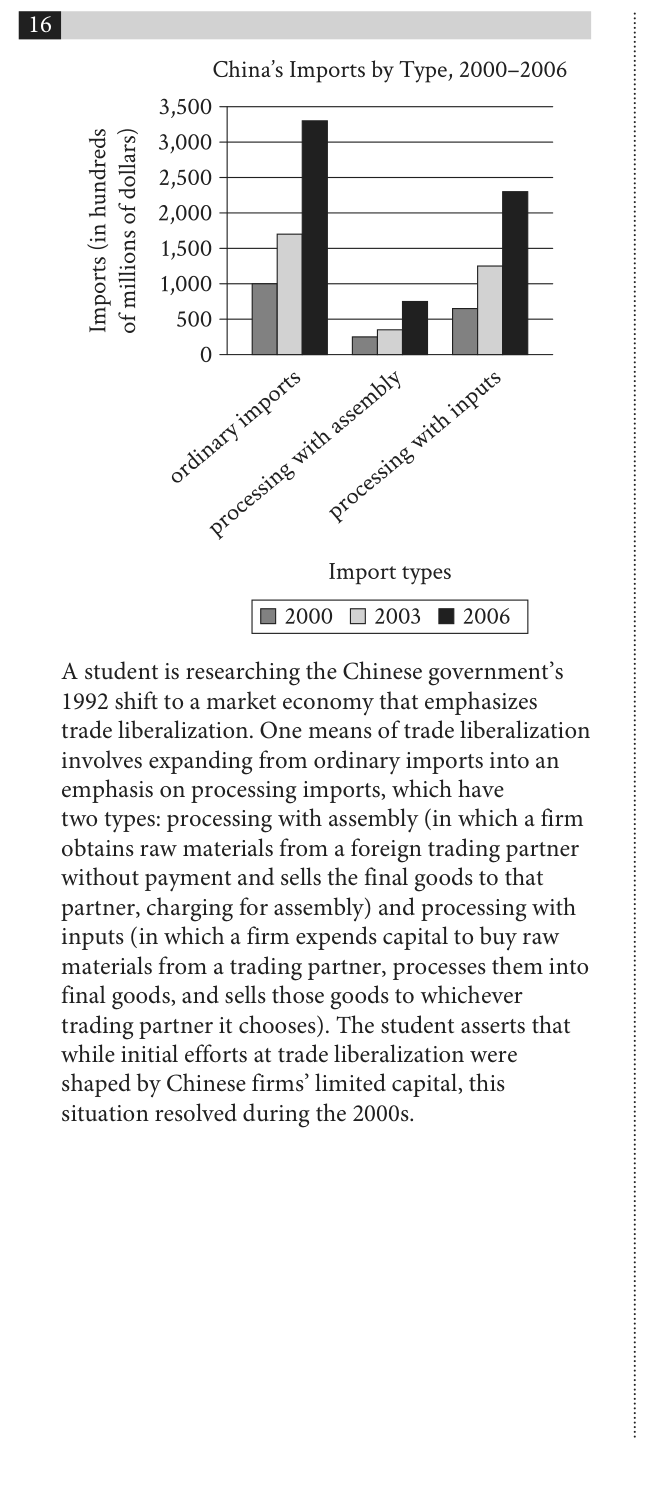 16
China’s Imports by Type, 2000–2006
Imports (in hundreds
of millions of dollars)
3,500
3,000
2,500
2,000
1,500
1,000
500
0
ordinary imports
processing with assembly
processing with inputs
Import types
2000 2003 2006
A student is researching the Chinese government’s
1992 shift to a market economy that emphasizes
trade liberalization. One means of trade liberalization
involves expanding from ordinary imports into an
emphasis on processing imports, which have
two types: processing with assembly (in which a firm
obtains raw materials from a foreign trading partner
without payment and sells the final goods to that
partner, charging for assembly) and processing with
inputs (in which a firm expends capital to buy raw
materials from a trading partner, processes them into
final goods, and sells those goods to whichever
trading partner it chooses). The student asserts that
while initial efforts at trade liberalization were
shaped by Chinese firms’ limited capital, this
situation resolved during the 2000s.